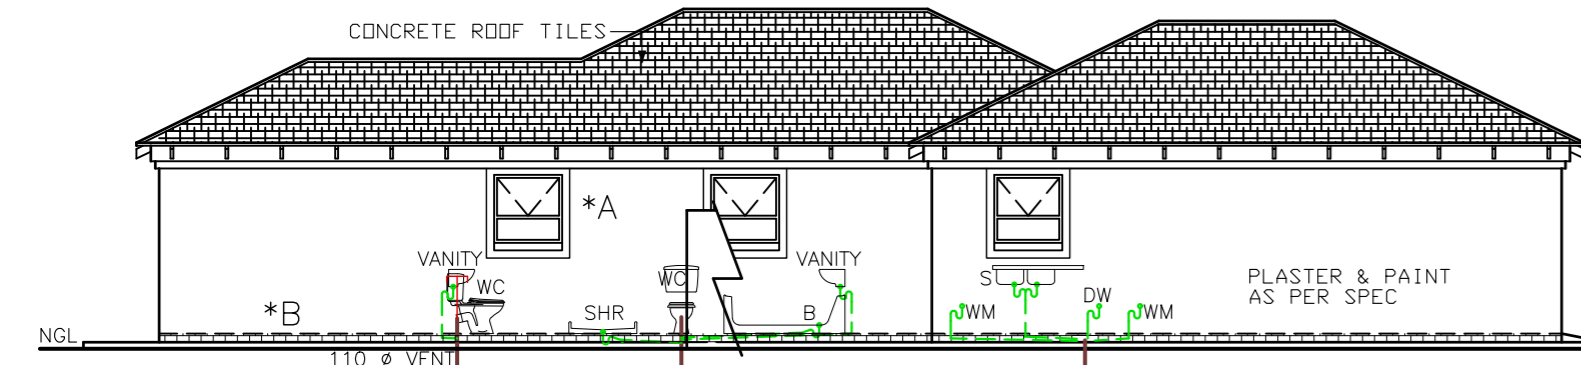 CONCRETE ROOF TILES
*A
VANITY
WC
WC
VANITY
S
PLASTER & PAINT
AS PER SPEC
*B
SHR
B
WM
DW
WM
NGL
110 ø VENT